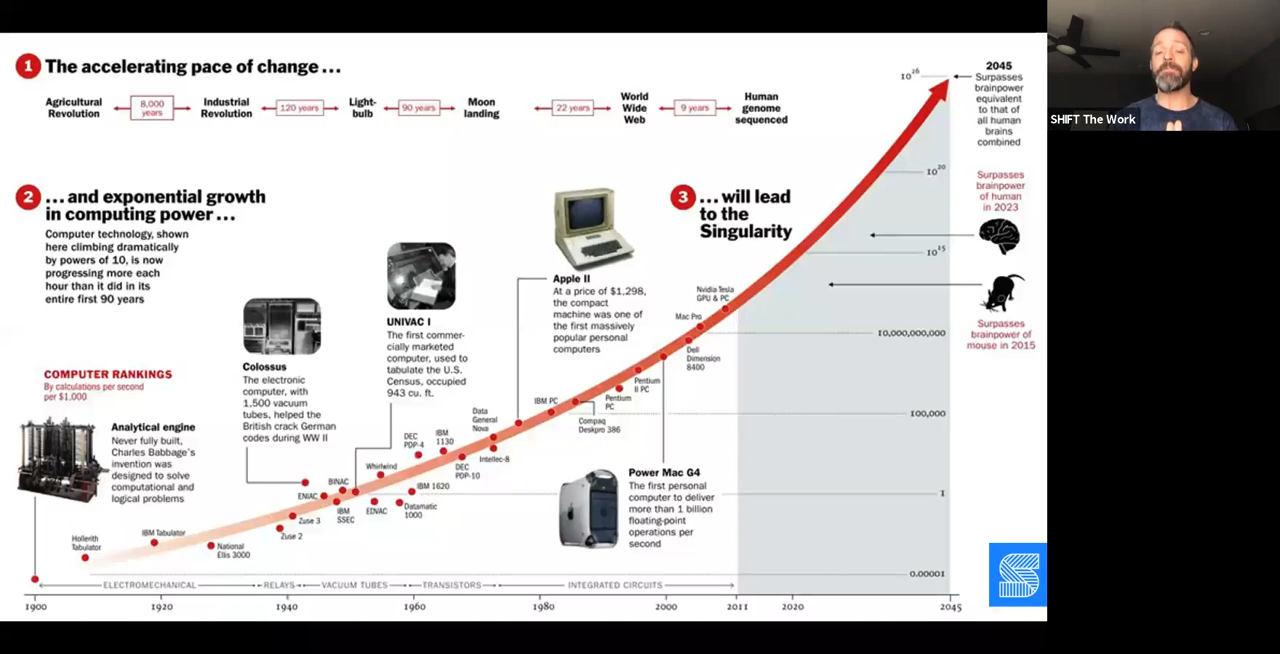 1 The accelerating pace of change...
Agricultural
Revolution
8,000
years
Industrial
Revolution
120 years
Light-
bulb
90 years
Moon
landing
22 years
World
Wide
Web
9 years
Human
genome
sequenced
2 ...and exponential growth
in computing power...
Computer technology, shown
here climbing dramatically
by powers of 10, is now
progressing more each
hour than it did in its
entire first 90 years
COMPUTER RANKINGS
By calculations per second
per $1,000
Analytical engine
Never fully built,
Charles Babbage's
invention was
designed to solve
computational and
logical problems
Colossus
The electronic
computer, with
1,500 vacuum
tubes, helped the
British crack German
codes during WW II
UNIVAC I
The first commer-
cially marketed
computer, used to
tabulate the U.S.
Census, occupied
943 cu. ft.
Apple II
At a price of $1,298,
the compact
machine was one of
the first massively
popular personal
computers
Power Mac G4
The first personal
computer to deliver
more than 1 billion
floating-point
operations per
second
3 ...will lead
to the
Singularity
2045
Surpasses
brainpower
equivalent
to that of
all human
brains
combined
Surpasses
brainpower
of human
in 2023
Surpasses
brainpower of
mouse in 2015
Hollerith
Tabulator
IBM Tabulator
National
Ellis 3000
Zuse 2
Zuse 3
ENIAC
BINAC
IBM
SSEC
Whirlwind
EDVAC
Datamatic
1000
IBM 1620
DEC
PDP-4
IBM
1130
DEC
PDP-10
Data
General
Nova
Intellec-8
IBM PC
Compaq
Deskpro 386
Pentium
PC
Pentium
II PC
Dell
Dimension
8400
Mac Pro
Nvidia Tesla
GPU & PC
10²⁶
10²⁰
10¹⁵
10,000,000,000
100,000
1
0.00001
ELECTROMECHANICAL
RELAYS
VACUUM TUBES
TRANSISTORS
INTEGRATED CIRCUITS
1900
1920
1940
1960
1980
2000
2011
2020
2045
S
SHIFT The Work